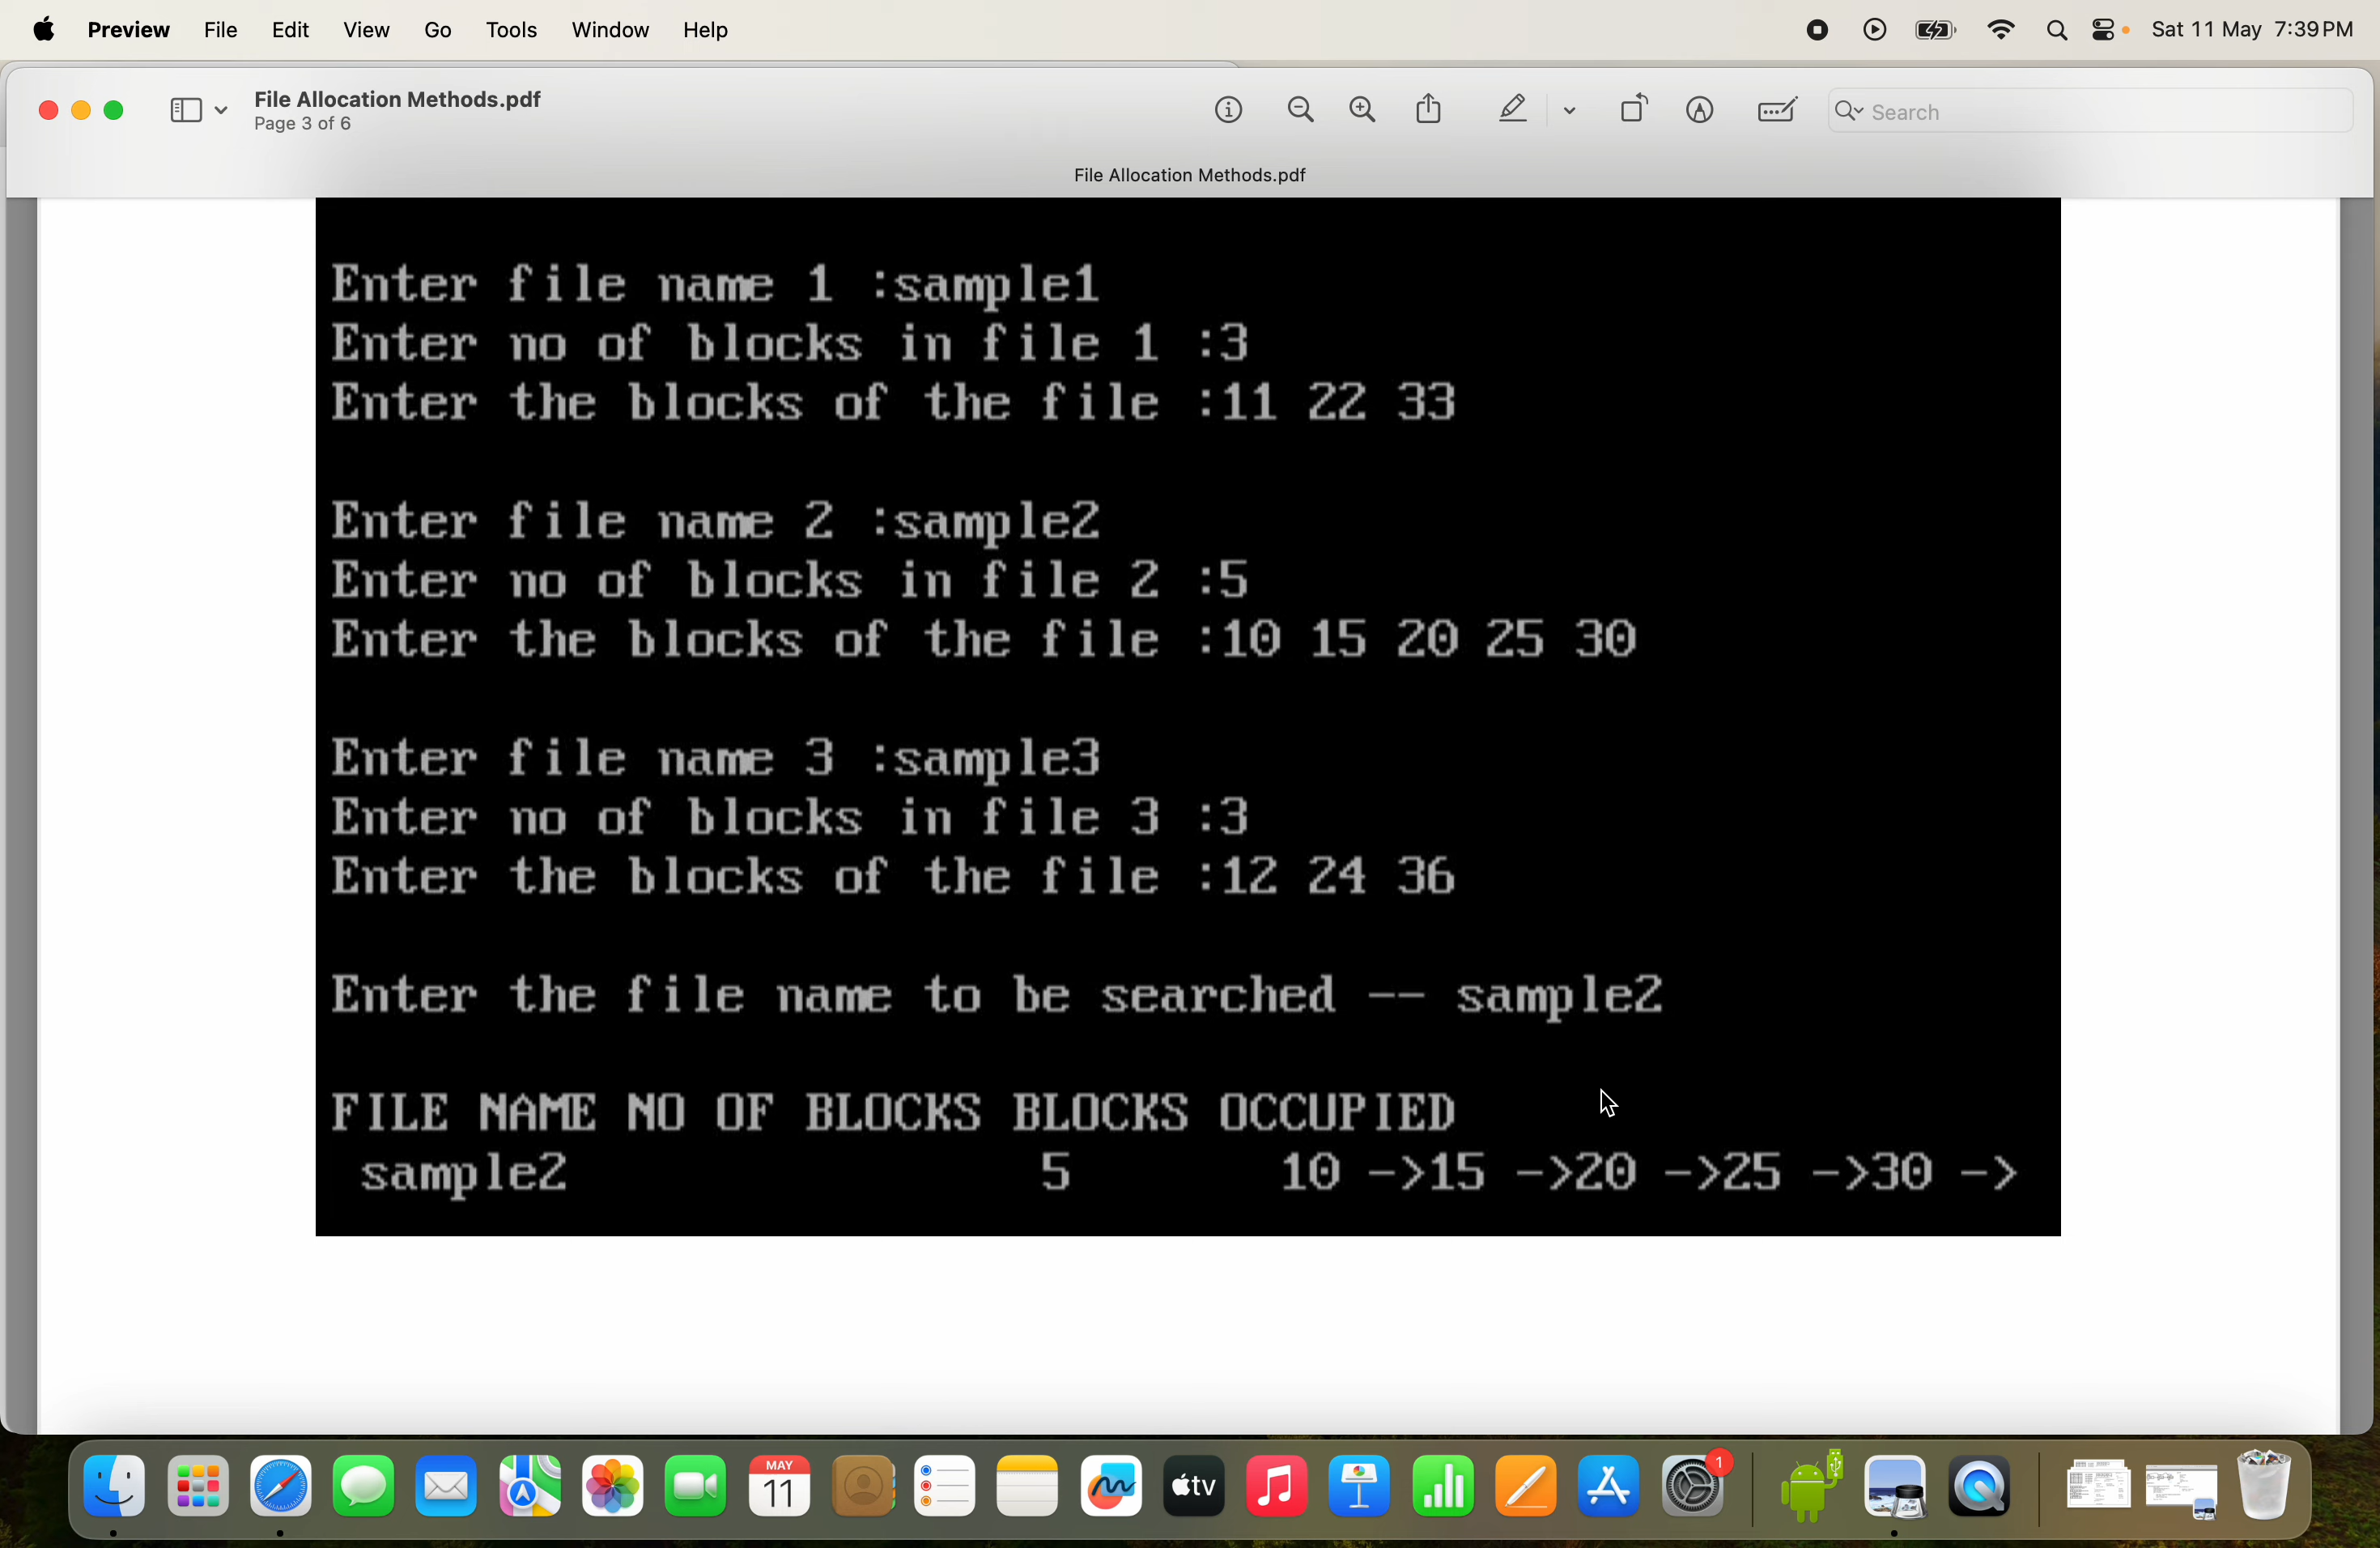 Preview File Edit View Go Tools Window Help Sat 11 May 7:39 PM
File Allocation Methods.pdf
Page 3 of 6
Search
File Allocation Methods.pdf
Enter file name 1 :sample1
Enter no of blocks in file 1 :3
Enter the blocks of the file :11 22 33
Enter file name 2 :sample2
Enter no of blocks in file 2 :5
Enter the blocks of the file :10 15 20 25 30
Enter file name 3 :sample3
Enter no of blocks in file 3 :3
Enter the blocks of the file :12 24 36
Enter the file name to be searched -- sample2
FILE NAME NO OF BLOCKS BLOCKS OCCUPIED
sample2 5 10 ->15 ->20 ->25 ->30 ->
MAY
11
tv
1